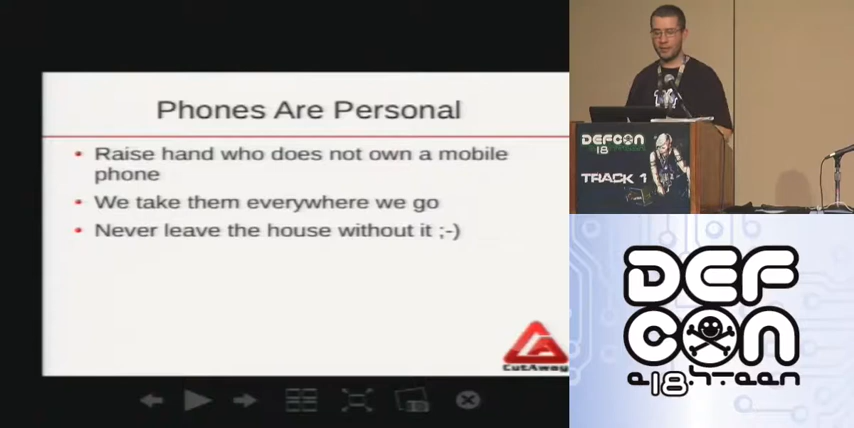 Phones Are Personal
• Raise hand who does not own a mobile
phone
• We take them everywhere we go
• Never leave the house without it ;-)
CutAway
DEFCON
18
TRACK 1
DEF
CON
e18hteen